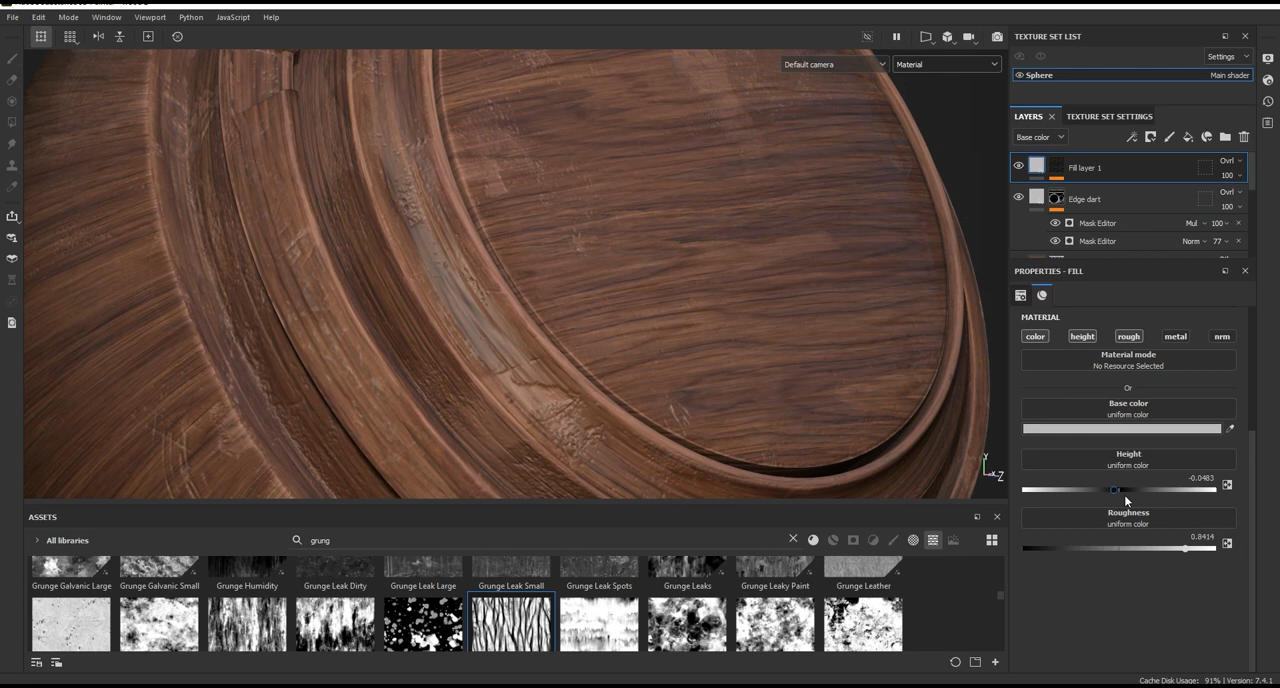 File Edit Mode Window Viewport Python JavaScript Help
Default camera
Material
TEXTURE SET LIST
Settings
Sphere Main shader
LAYERS TEXTURE SET SETTINGS
Base color
Fill layer 1 Ovrl
100
Edge dart Ovrl
100
Mask Editor Mul 100
Mask Editor Norm 77
PROPERTIES - FILL
MATERIAL
color height rough metal nrm
Material mode
No Resource Selected
Or
Base color
uniform color
Height
uniform color
-0.0483
Roughness
uniform color
0.8414
Y
Z
ASSETS
All libraries
grung
Grunge Galvanic Large Grunge Galvanic Small Grunge Humidity Grunge Leak Dirty Grunge Leak Large Grunge Leak Small Grunge Leak Spots Grunge Leaks Grunge Leaky Paint Grunge Leather
Cache Disk Usage: 91% | Version: 7.4.1